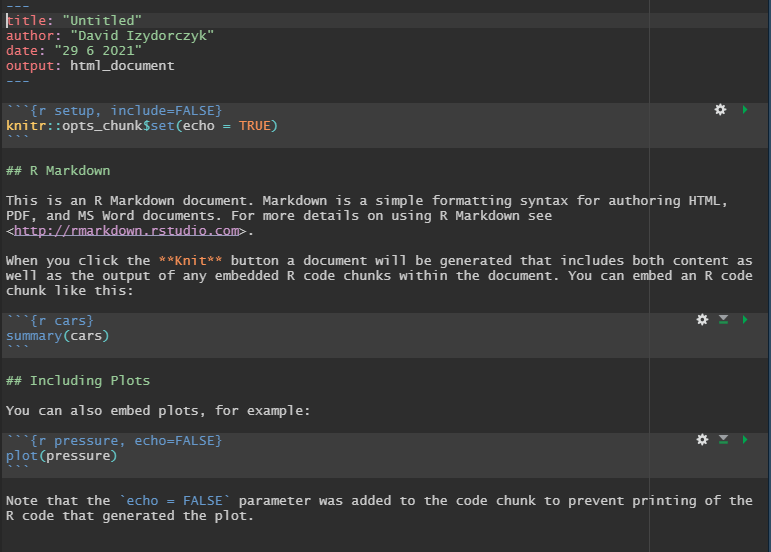 ---
title: "Untitled"
author: "David Izydorczyk"
date: "29 6 2021"
output: html_document
---
```{r setup, include=FALSE}
knitr::opts_chunk$set(echo = TRUE)
```
## R Markdown
This is an R Markdown document. Markdown is a simple formatting syntax for authoring HTML,
PDF, and MS Word documents. For more details on using R Markdown see
<http://rmarkdown.rstudio.com>.
When you click the **Knit** button a document will be generated that includes both content as
well as the output of any embedded R code chunks within the document. You can embed an R code
chunk like this:
```{r cars}
summary(cars)
```
## Including Plots
You can also embed plots, for example:
```{r pressure, echo=FALSE}
plot(pressure)
```
Note that the `echo = FALSE` parameter was added to the code chunk to prevent printing of the
R code that generated the plot.